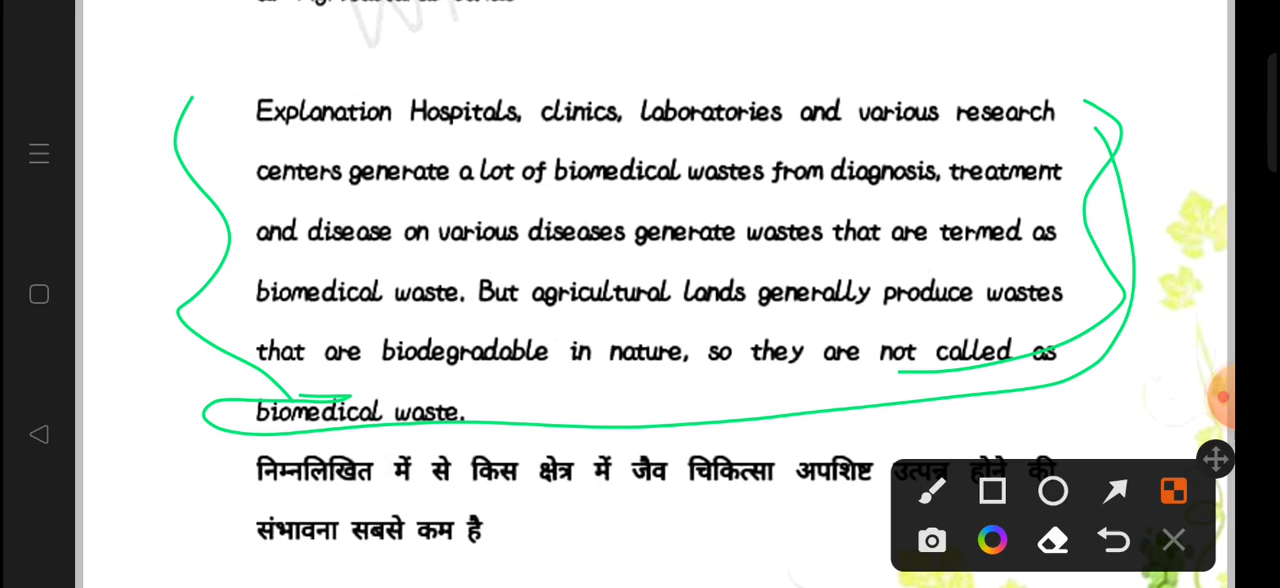 Explanation Hospitals, clinics, laboratories and various research
centers generate a lot of biomedical wastes from diagnosis, treatment
and disease on various diseases generate wastes that are termed as
biomedical waste. But agricultural lands generally produce wastes
that are biodegradable in nature, so they are not called as
biomedical waste.
निम्नलिखित में से किस क्षेत्र में जैव चिकित्सा अपशिष्ट उत्पन्न होने की
संभावना सबसे कम है